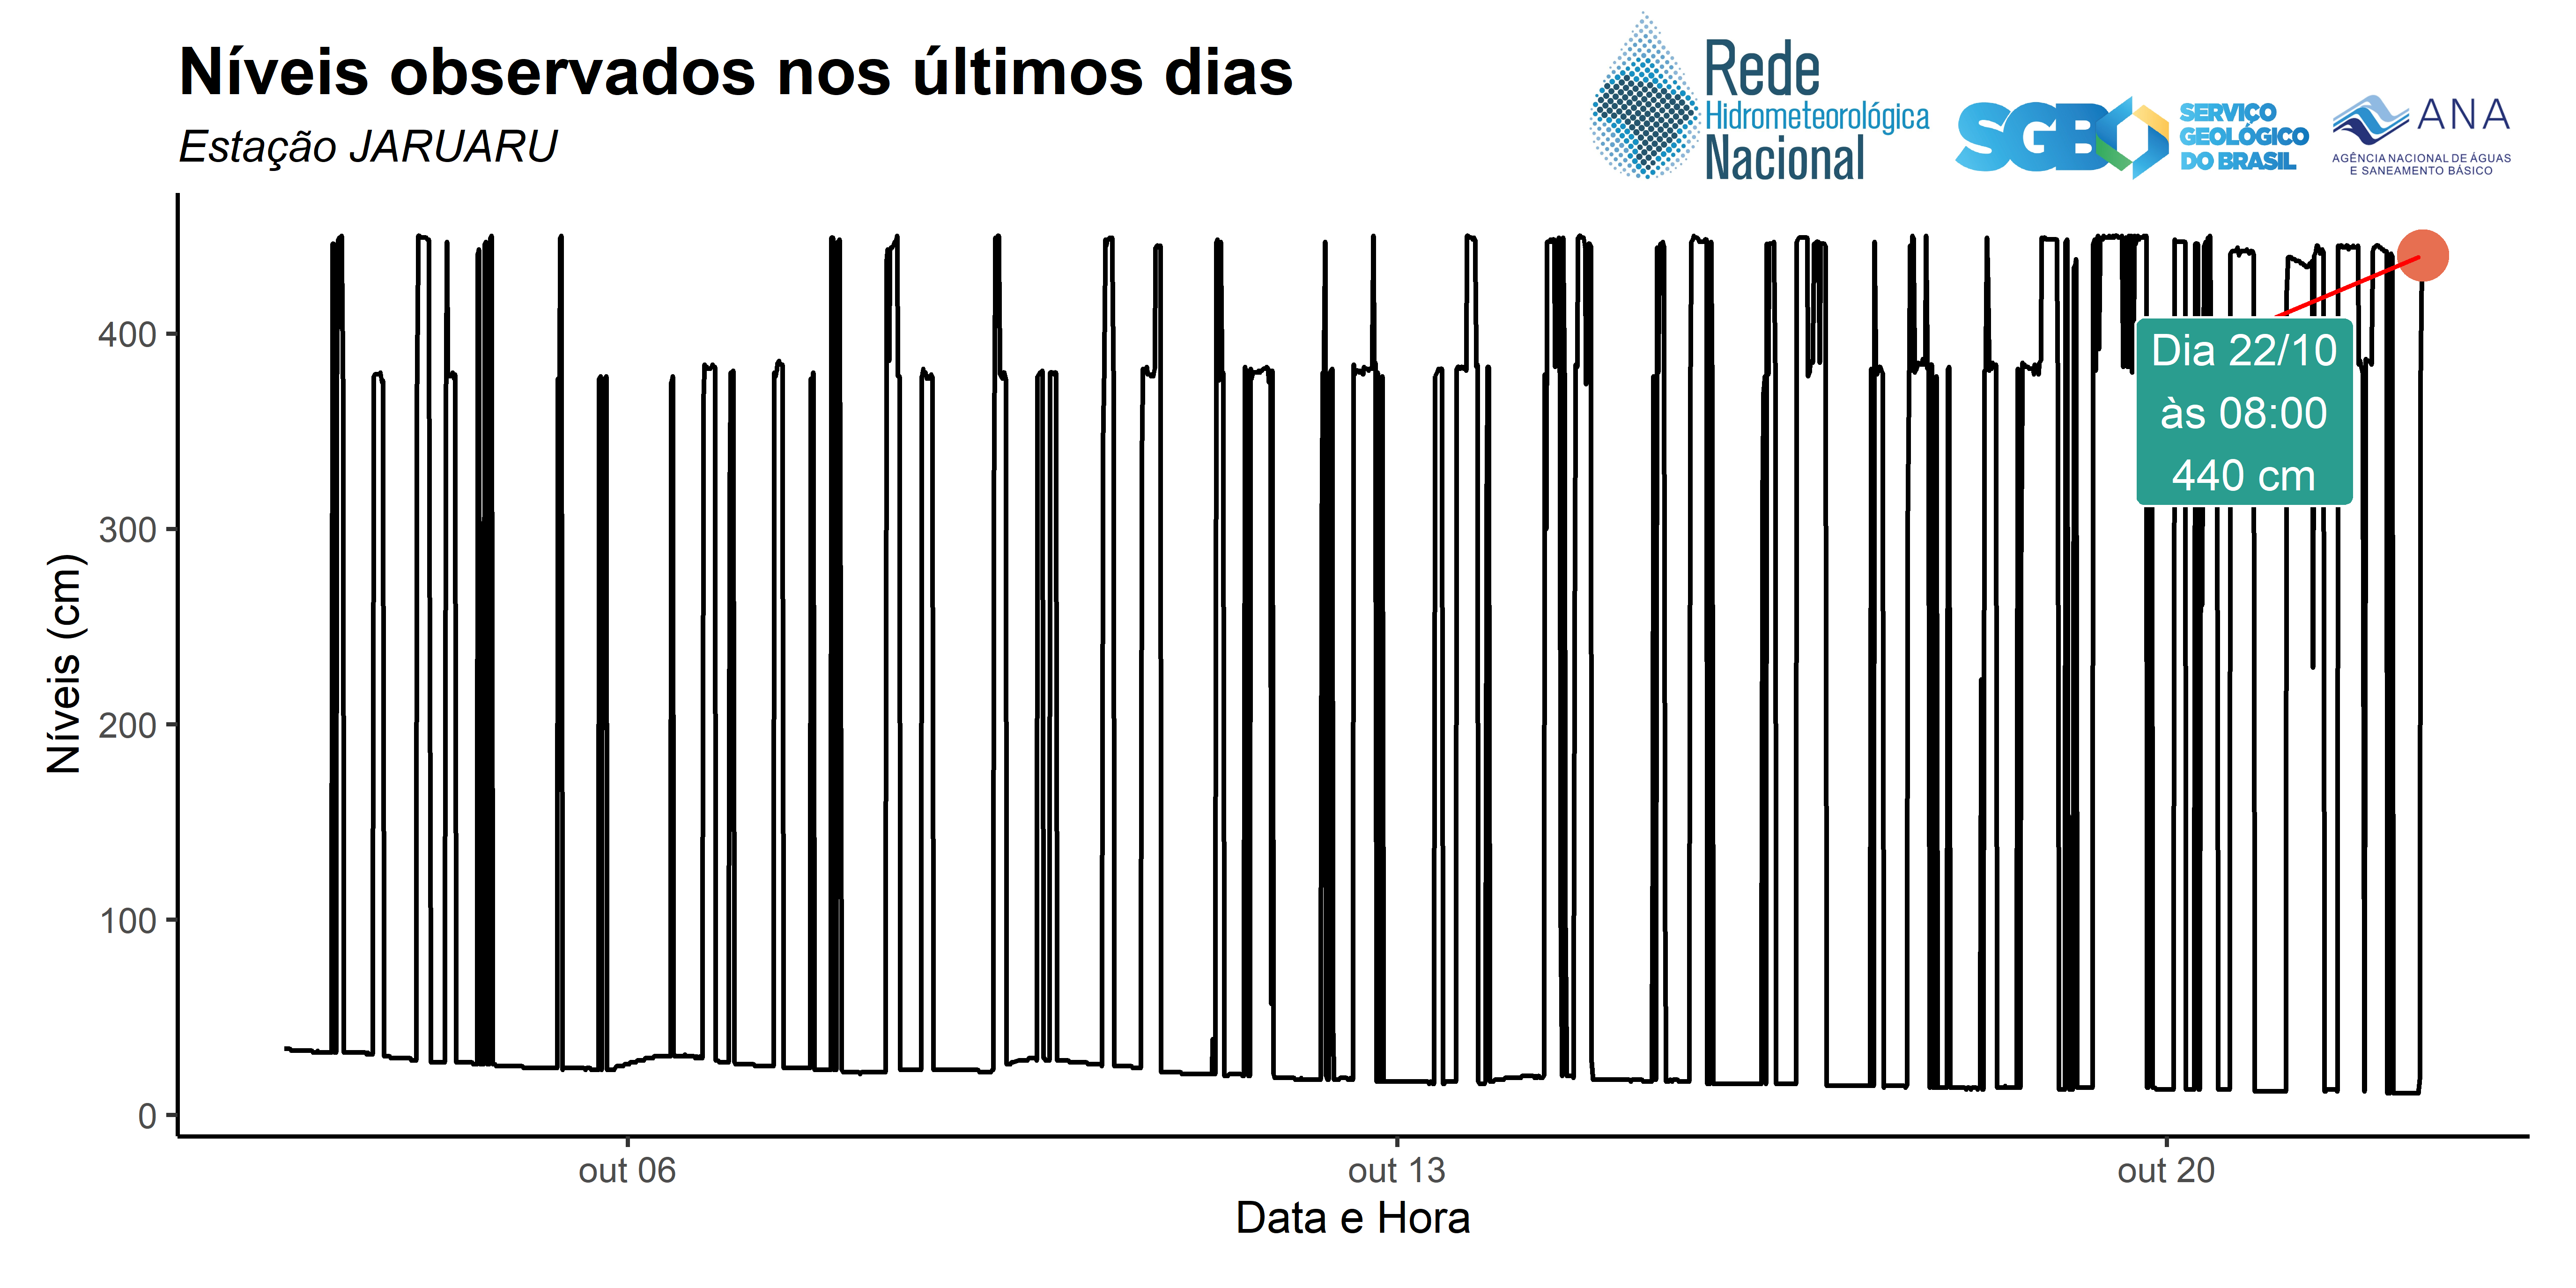 Níveis observados nos últimos dias
Estação JARUARU
Rede
Hidrometeorológica
Nacional
SGB
SERVIÇO
GEOLÓGICO
DO BRASIL
ANA
AGÊNCIA NACIONAL DE ÁGUAS
E SANEAMENTO BÁSICO
Níveis (cm)
400
300
200
100
0
Dia 22/10
às 08:00
440 cm
out 06
out 13
out 20
Data e Hora